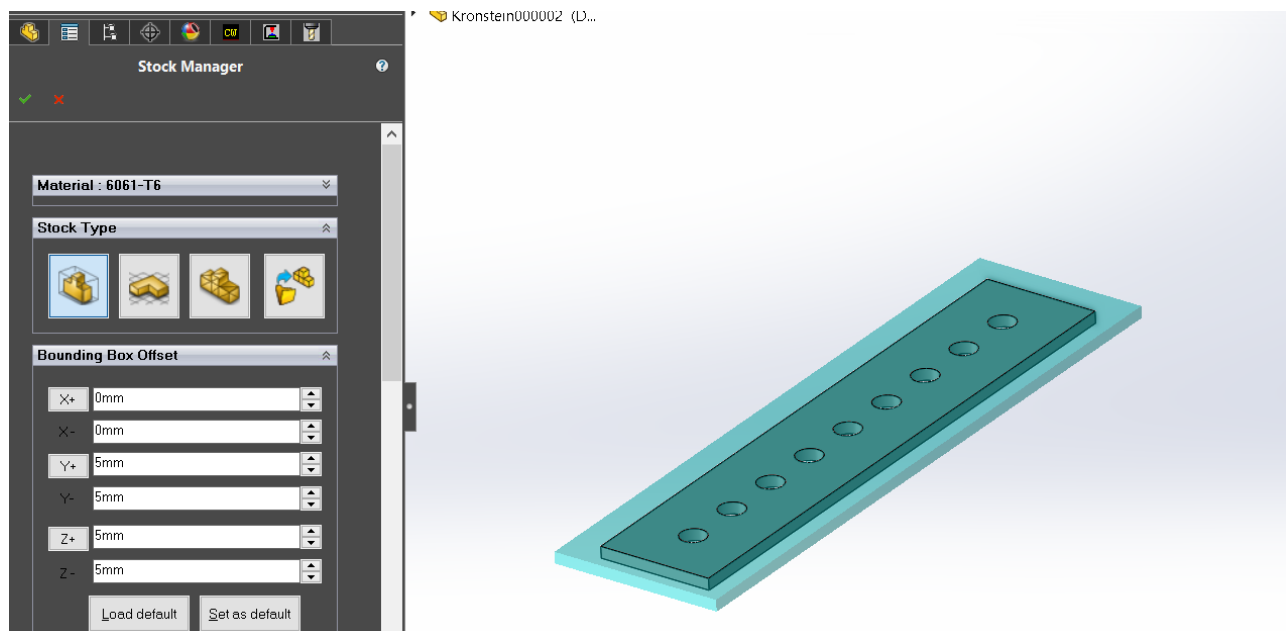 Kronstein000002 (D...
CW
Stock Manager
?
Material : 6061-T6
Stock Type
Bounding Box Offset
X+ 0mm
X- 0mm
Y+ 5mm
Y- 5mm
Z+ 5mm
Z- 5mm
Load default Set as default